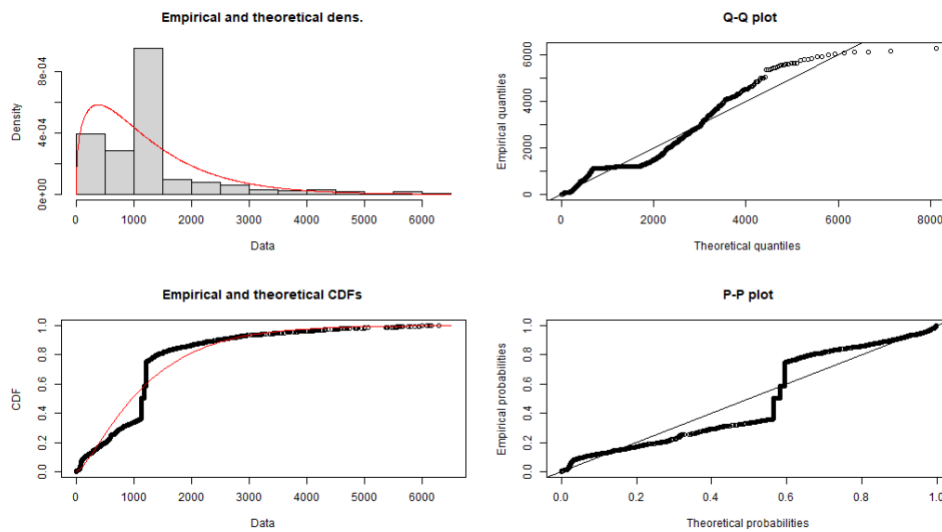 Empirical and theoretical dens.
Density
0e+00 4e-04 8e-04
0 1000 2000 3000 4000 5000 6000
Data
Q-Q plot
Empirical quantiles
0 2000 4000 6000
0 2000 4000 6000 8000
Theoretical quantiles
Empirical and theoretical CDFs
CDF
0.0 0.2 0.4 0.6 0.8 1.0
0 1000 2000 3000 4000 5000 6000
Data
P-P plot
Empirical probabilities
0.0 0.2 0.4 0.6 0.8 1.0
0.0 0.2 0.4 0.6 0.8 1.0
Theoretical probabilities